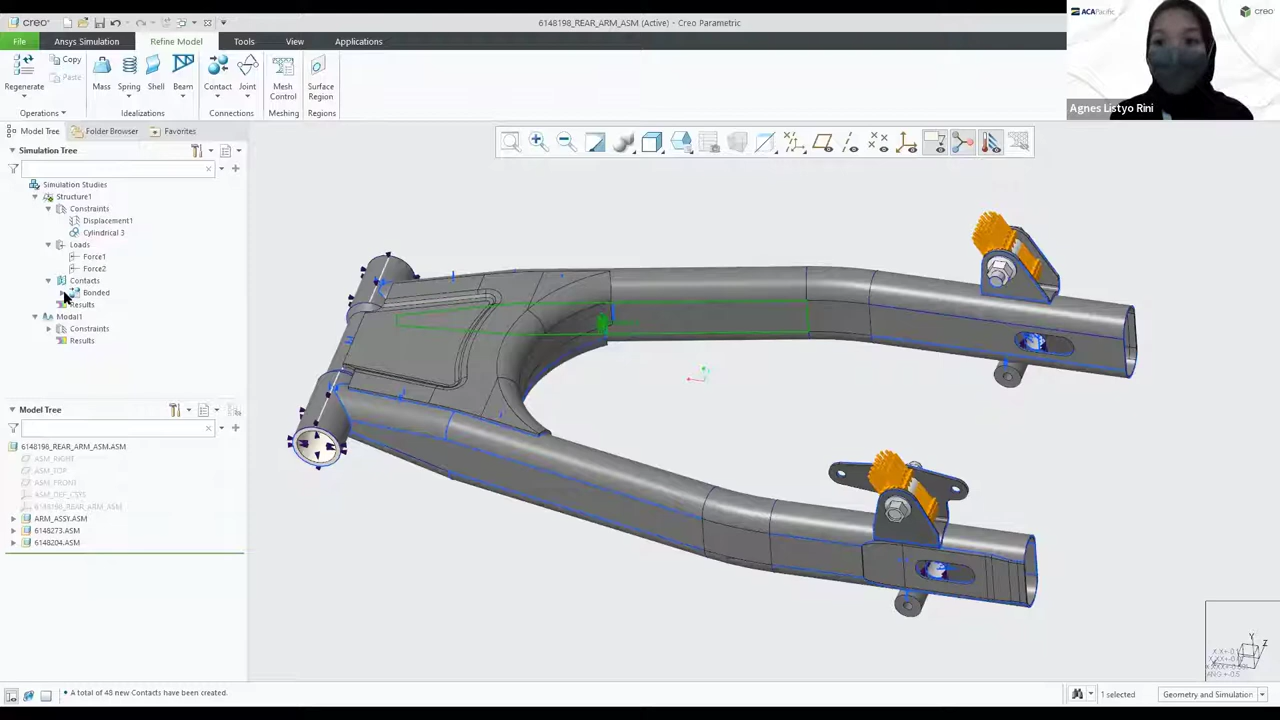 creo
6148198_REAR_ARM_ASM (Active) - Creo Parametric
File
Ansys Simulation
Refine Model
Tools
View
Applications
Regenerate
Copy
Paste
Mass
Spring
Shell
Beam
Contact
Joint
Mesh
Control
Surface
Region
Operations
Idealizations
Connections
Meshing
Regions
ACAPacific
creo
Agnes Listyo Rini
Model Tree
Folder Browser
Favorites
Simulation Tree
Simulation Studies
Structure1
Constraints
Displacement1
Cylindrical 3
Loads
Force1
Force2
Contacts
Bonded
Results
Modal1
Constraints
Results
Model Tree
6148198_REAR_ARM_ASM.ASM
ASM_RIGHT
ASM_TOP
ASM_FRONT
ASM_DEF_CSYS
6148198_REAR_ARM_ASM
ARM_ASSY.ASM
6148273.ASM
6148204.ASM
Y
Z
• A total of 48 new Contacts have been created.
1 selected
Geometry and Simulation